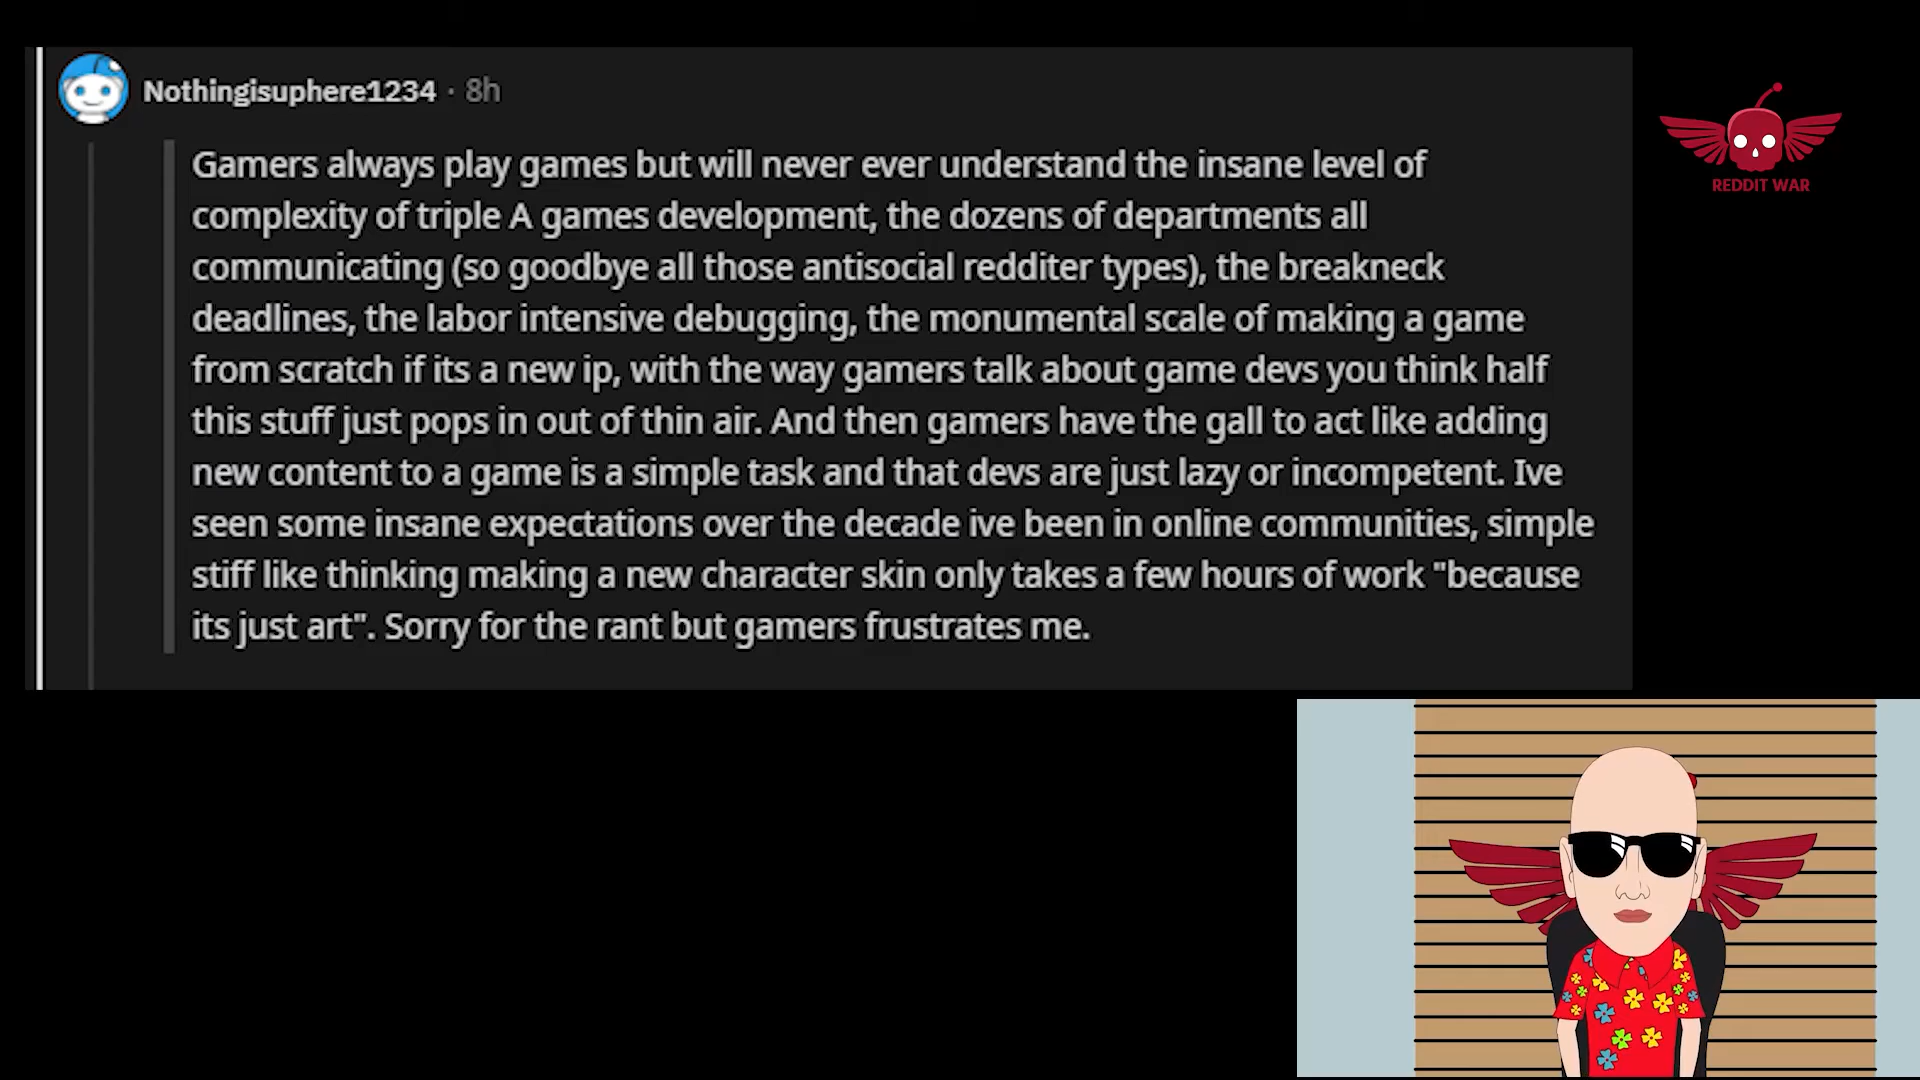 Nothingisuphere1234 · 8h
REDDIT WAR
Gamers always play games but will never ever understand the insane level of
complexity of triple A games development, the dozens of departments all
communicating (so goodbye all those antisocial redditer types), the breakneck
deadlines, the labor intensive debugging, the monumental scale of making a game
from scratch if its a new ip, with the way gamers talk about game devs you think half
this stuff just pops in out of thin air. And then gamers have the gall to act like adding
new content to a game is a simple task and that devs are just lazy or incompetent. Ive
seen some insane expectations over the decade ive been in online communities, simple
stiff like thinking making a new character skin only takes a few hours of work "because
its just art". Sorry for the rant but gamers frustrates me.